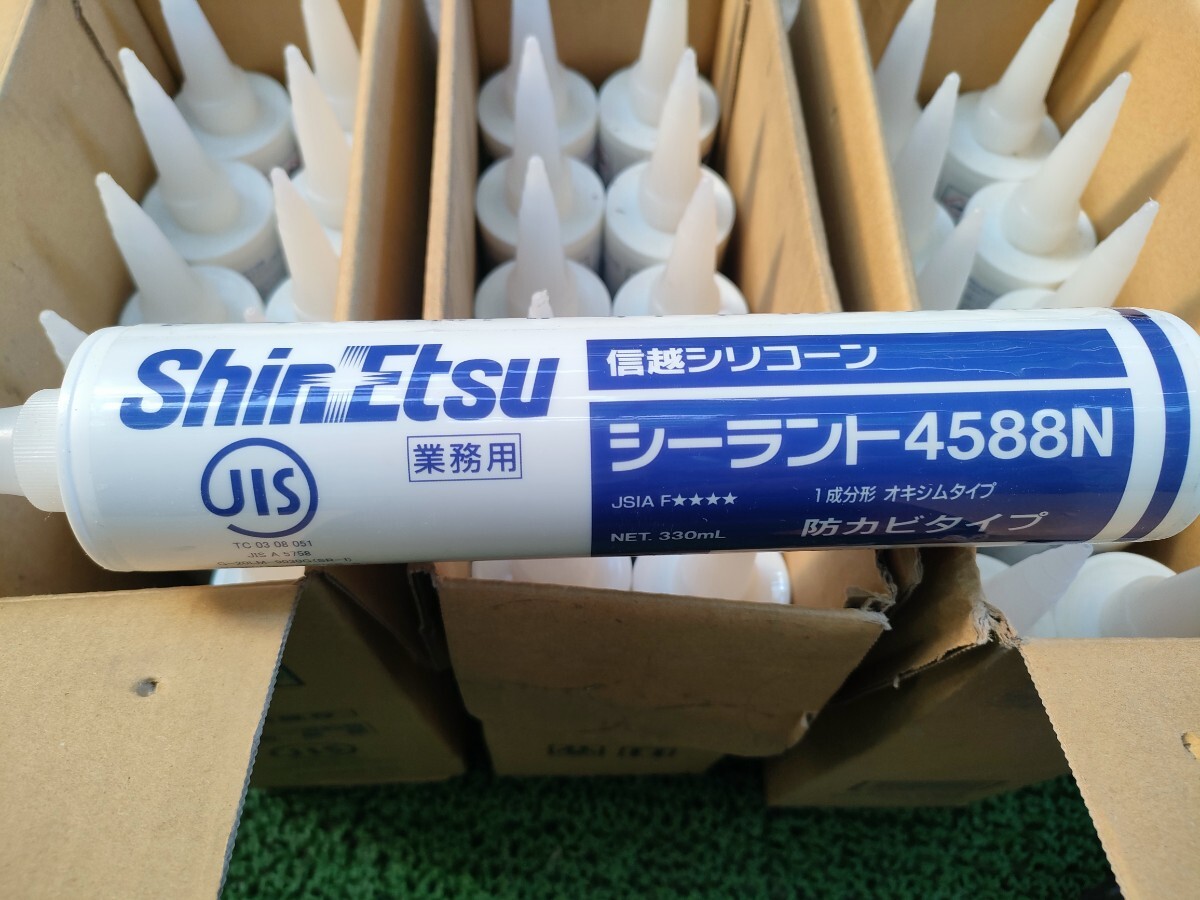 Shin-Etsu
JIS
業務用
TC 03 08 051
JIS A 5758
信越シリコーン
シーラント4588N
JSIA F★★★★
1成分形 オキシムタイプ
NET. 330mL
防カビタイプ